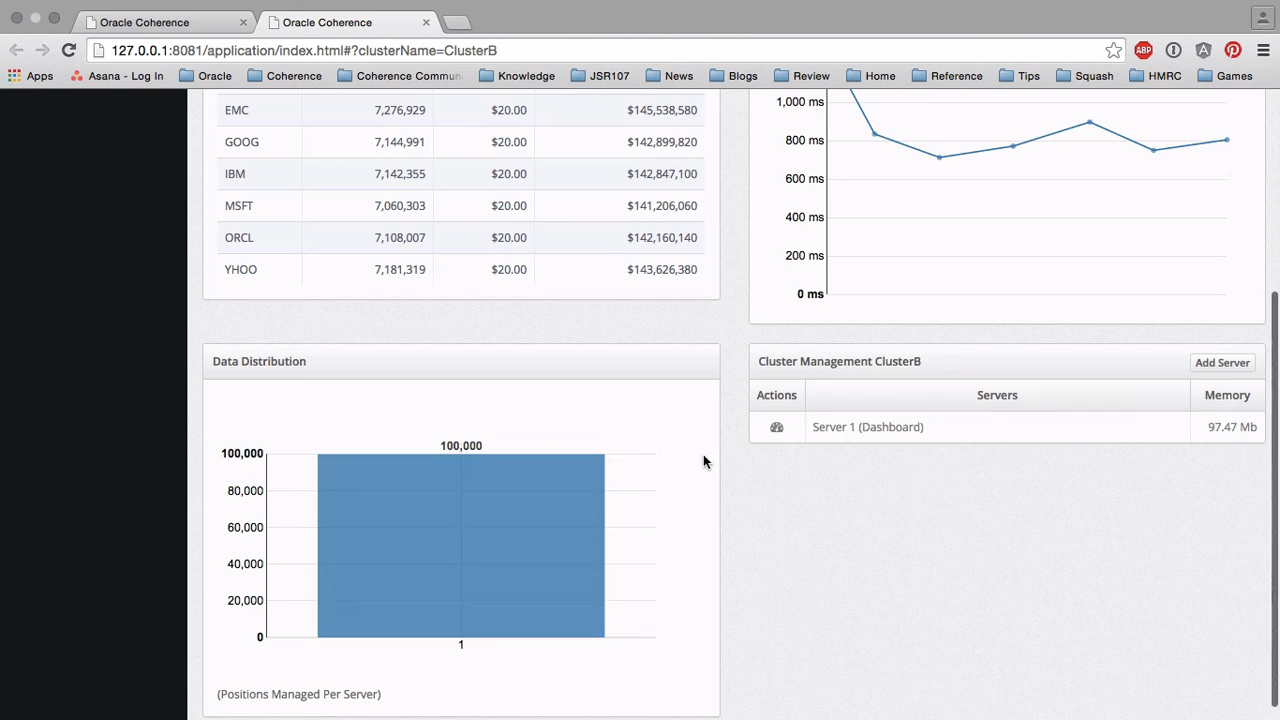 Oracle Coherence
Oracle Coherence
127.0.0.1:8081/application/index.html#?clusterName=ClusterB
ABP
Apps Asana - Log In Oracle Coherence Coherence Commun Knowledge JSR107 News Blogs Review Home Reference Tips Squash HMRC Games
EMC 7,276,929 $20.00 $145,538,580
GOOG 7,144,991 $20.00 $142,899,820
IBM 7,142,355 $20.00 $142,847,100
MSFT 7,060,303 $20.00 $141,206,060
ORCL 7,108,007 $20.00 $142,160,140
YHOO 7,181,319 $20.00 $143,626,380
1,000 ms
800 ms
600 ms
400 ms
200 ms
0 ms
Data Distribution
100,000
100,000
80,000
60,000
40,000
20,000
0
1
(Positions Managed Per Server)
Cluster Management ClusterB Add Server
Actions Servers Memory
Server 1 (Dashboard) 97.47 Mb